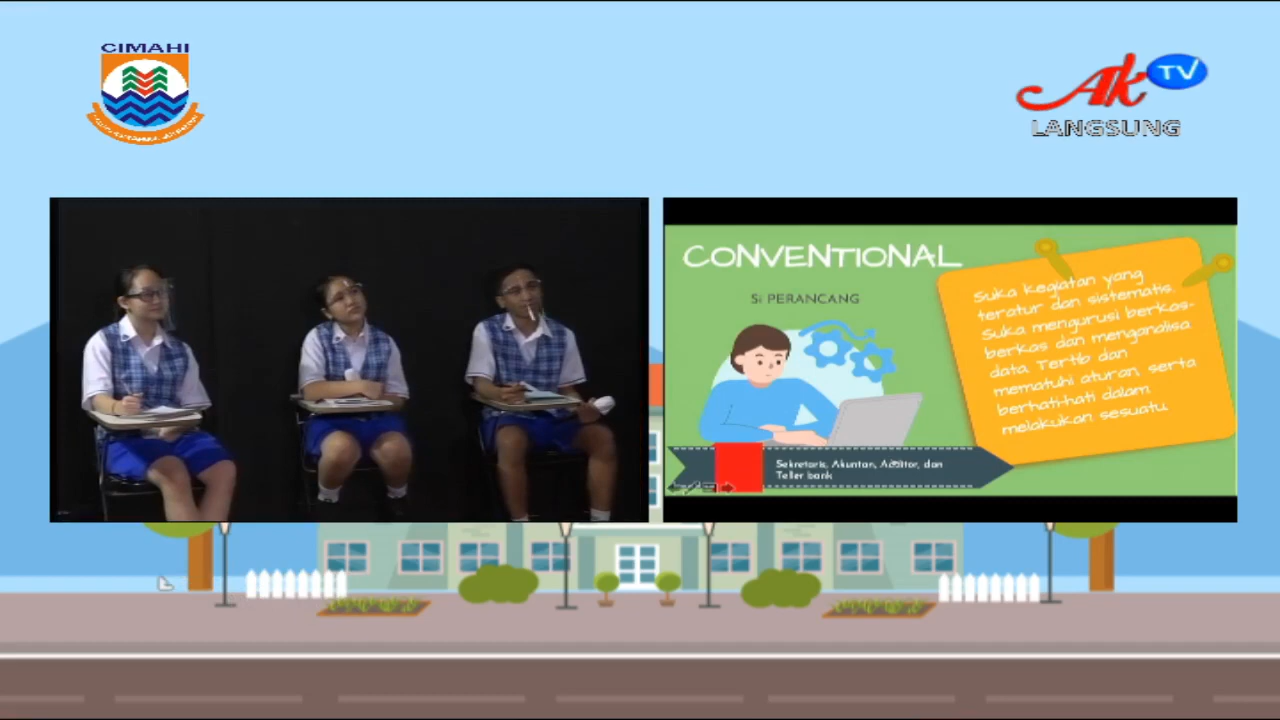 CIMAHI
Ak TV
LANGSUNG
CONVENTIONAL
Si PERANCANG
Suka kegiatan yang
teratur dan sistematis.
Suka mengurusi berkas-
berkas dan menganalisa
data. Tertib dan
mematuhi aturan, serta
berhati-hati dalam
melakukan sesuatu.
Sekretaris, Akuntan, Auditor, dan
Teller bank